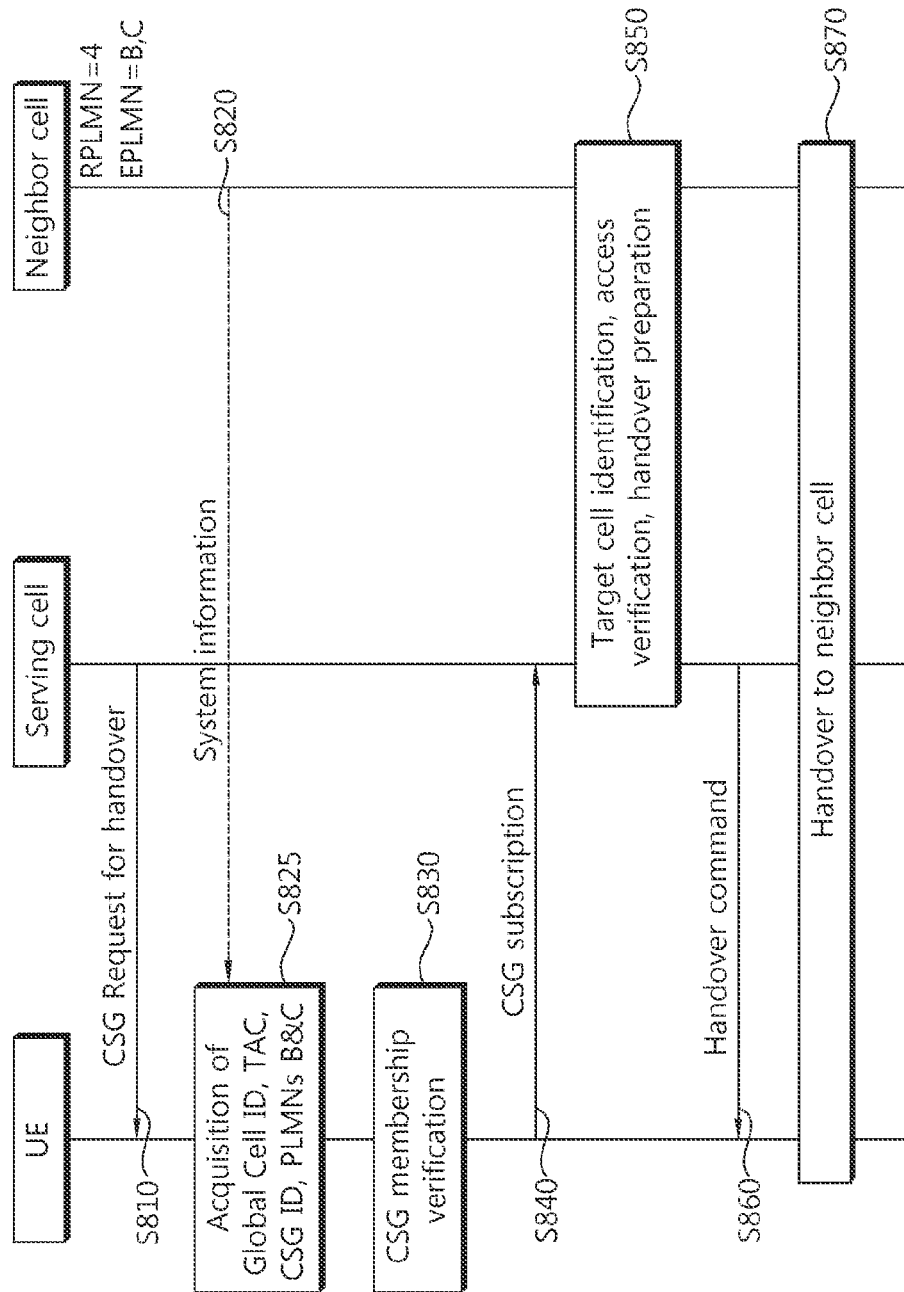 UE
Serving cell
Neighbor cell
RPLMN=4
EPLMN=B,C
CSG Request for handover
S810
System information
S820
Acquisition of
Global Cell ID, TAC,
CSG ID, PLMNs B&C
S825
CSG membership
verification
S830
CSG subscription
S840
Target cell identification, access
verification, handover preparation
S850
Handover command
S860
Handover to neighbor cell
S870